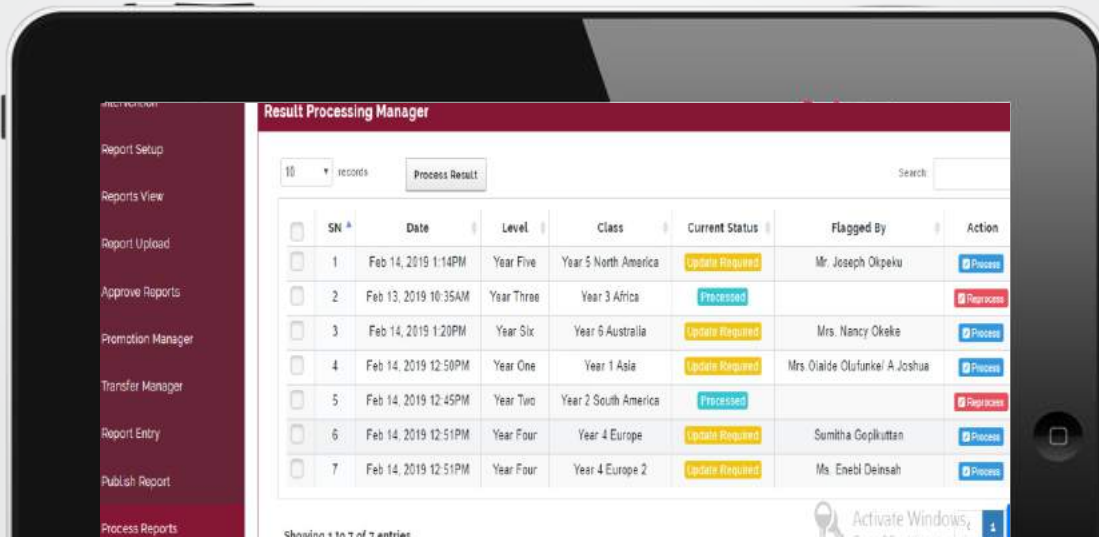 Intervention
Report Setup
Reports View
Report Upload
Approve Reports
Promotion Manager
Transfer Manager
Report Entry
Publish Report
Process Reports
Result Processing Manager
10 records Process Result Search:
SN Date Level Class Current Status Flagged By Action
1 Feb 14, 2019 1:14PM Year Five Year 5 North America Update Required Mr. Joseph Okpeku Process
2 Feb 13, 2019 10:35AM Year Three Year 3 Africa Processed Reprocess
3 Feb 14, 2019 1:20PM Year Six Year 6 Australia Update Required Mrs. Nancy Okeke Process
4 Feb 14, 2019 12:50PM Year One Year 1 Asia Update Required Mrs. Olaide Olufunke/ A Joshua Process
5 Feb 14, 2019 12:45PM Year Two Year 2 South America Processed Reprocess
6 Feb 14, 2019 12:51PM Year Four Year 4 Europe Update Required Sumitha Gopikuttan Process
7 Feb 14, 2019 12:51PM Year Four Year 4 Europe 2 Update Required Ms. Enebi Deinsah Process
Showing 1 to 7 of 7 entries
Activate Windows 1